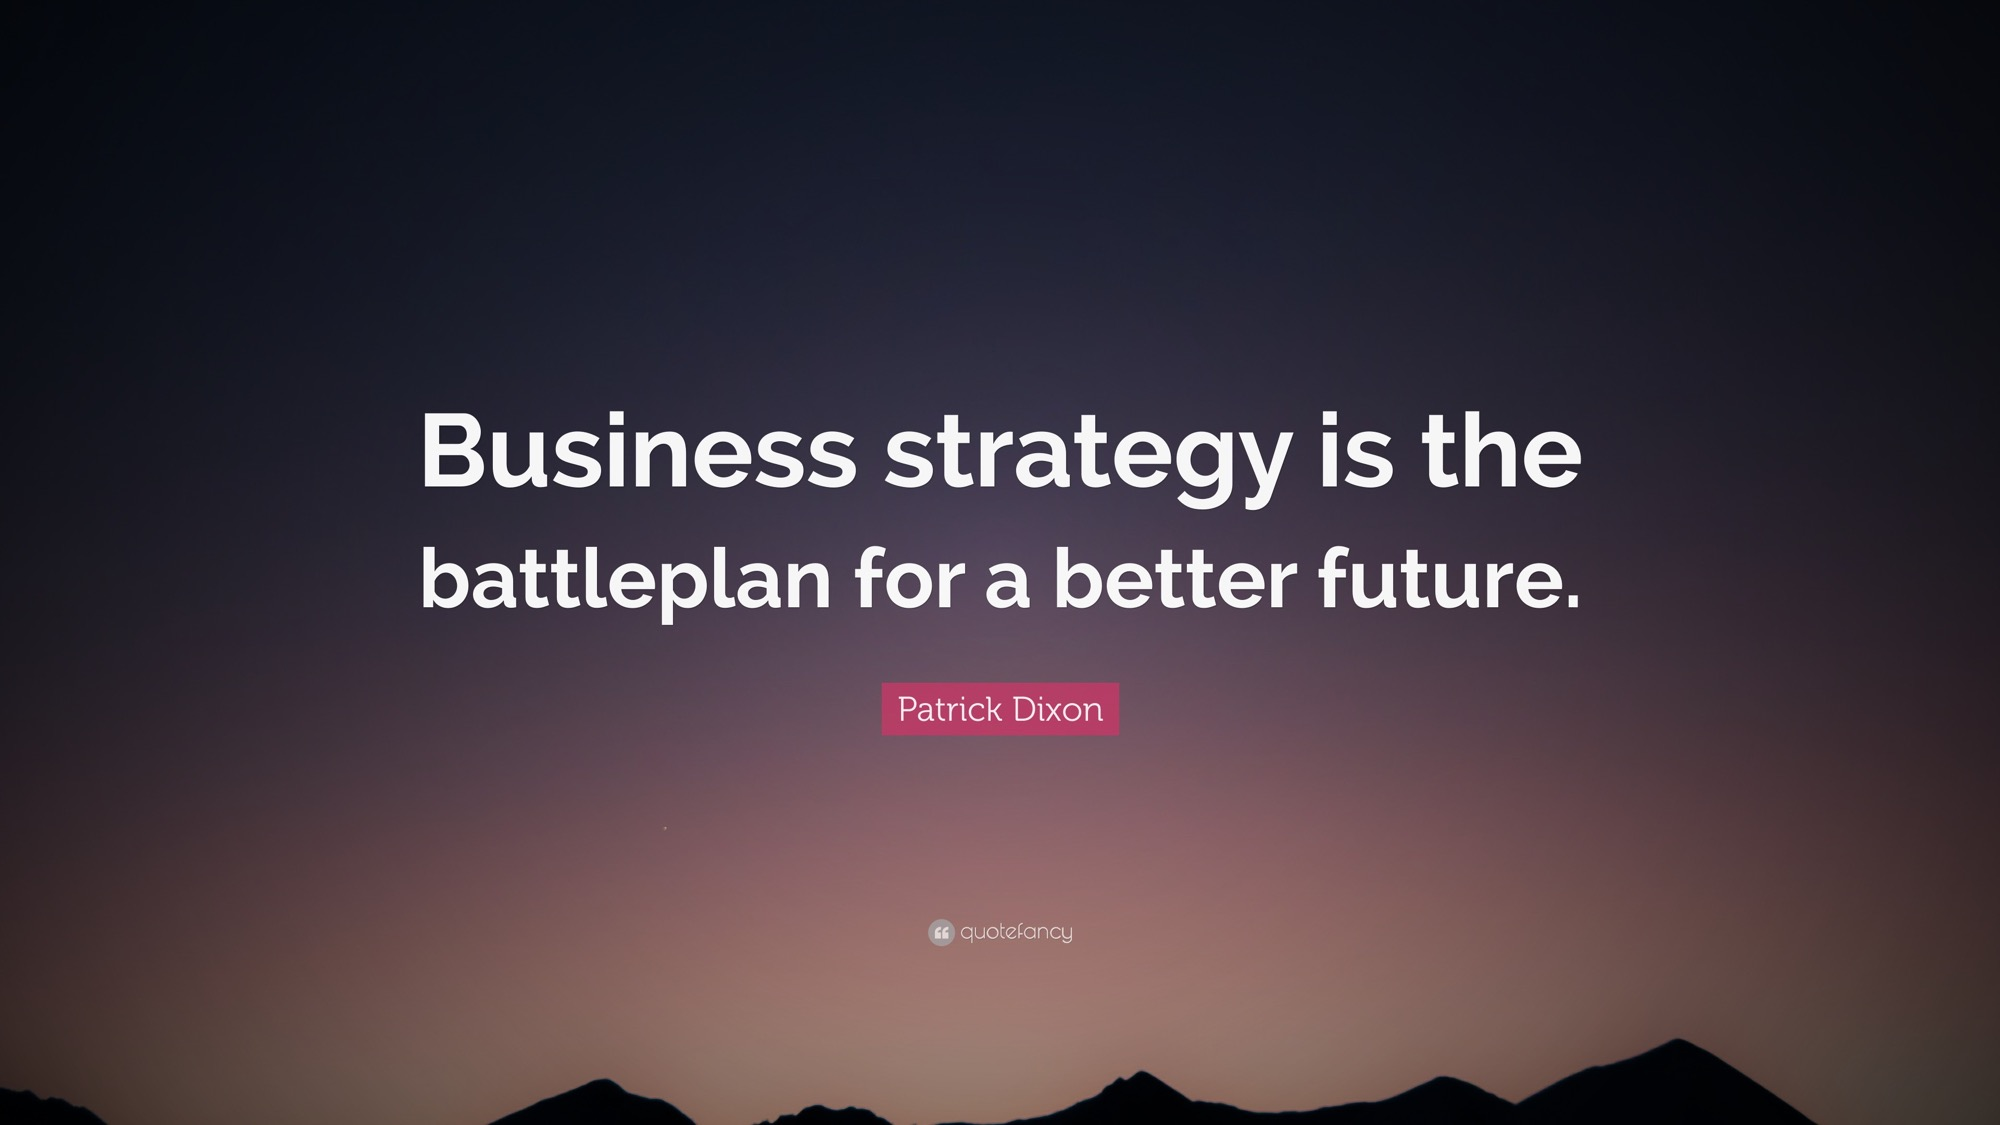 Business strategy is the
battleplan for a better future.
Patrick Dixon
quotefancy